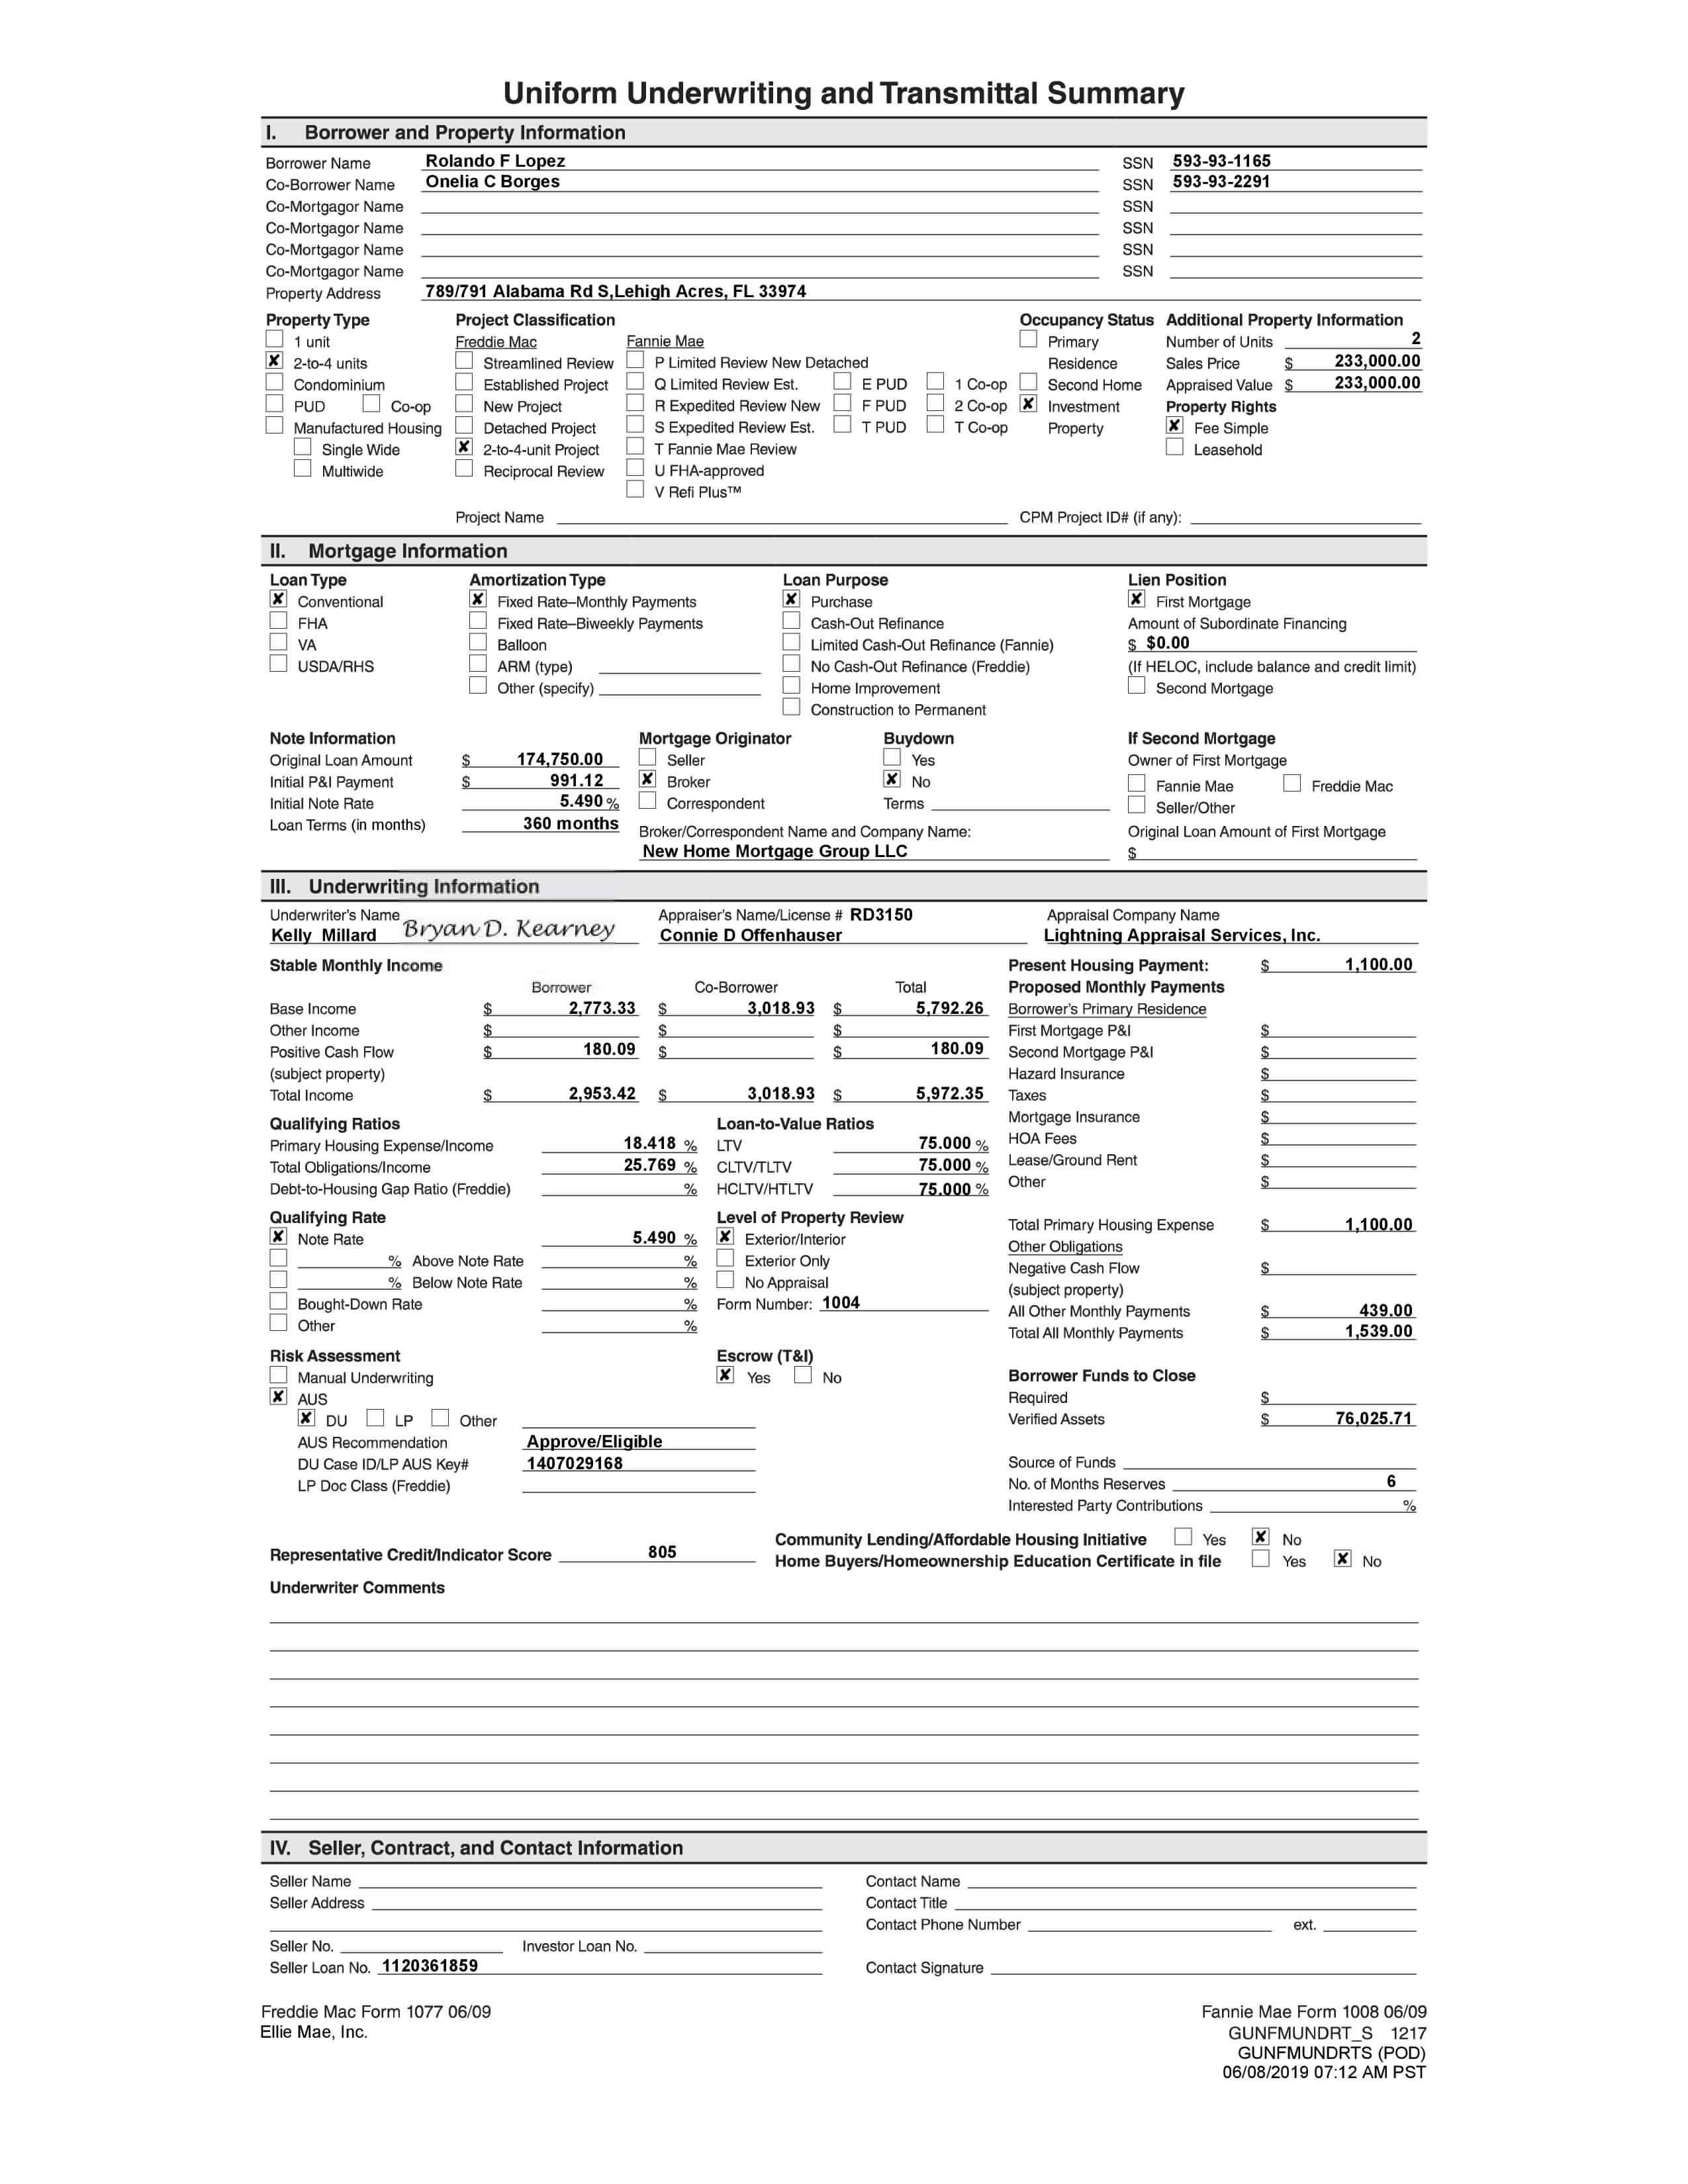 Uniform Underwriting and Transmittal Summary
I. Borrower and Property Information
Borrower Name Rolando F Lopez SSN 593-93-1165
Co-Borrower Name Onelia C Borges SSN 593-93-2291
Co-Mortgagor Name SSN
Co-Mortgagor Name SSN
Co-Mortgagor Name SSN
Co-Mortgagor Name SSN
Property Address 789/791 Alabama Rd S,Lehigh Acres, FL 33974
Property Type
1 unit
2-to-4 units
Condominium
PUD Co-op
Manufactured Housing
Single Wide
Multiwide
Project Classification
Freddie Mac
Streamlined Review
Established Project
New Project
Detached Project
2-to-4-unit Project
Reciprocal Review
Fannie Mae
P Limited Review New Detached
Q Limited Review Est. E PUD 1 Co-op
R Expedited Review New F PUD 2 Co-op
S Expedited Review Est. T PUD T Co-op
T Fannie Mae Review
U FHA-approved
V Refi Plus™
Occupancy Status
Primary
Residence
Second Home
Investment
Property
Additional Property Information
Number of Units 2
Sales Price $ 233,000.00
Appraised Value $ 233,000.00
Property Rights
Fee Simple
Leasehold
Project Name CPM Project ID# (if any):
II. Mortgage Information
Loan Type
Conventional
FHA
VA
USDA/RHS
Amortization Type
Fixed Rate–Monthly Payments
Fixed Rate–Biweekly Payments
Balloon
ARM (type)
Other (specify)
Loan Purpose
Purchase
Cash-Out Refinance
Limited Cash-Out Refinance (Fannie)
No Cash-Out Refinance (Freddie)
Home Improvement
Construction to Permanent
Lien Position
First Mortgage
Amount of Subordinate Financing
$ $0.00
(If HELOC, include balance and credit limit)
Second Mortgage
Note Information
Original Loan Amount $ 174,750.00
Initial P&I Payment $ 991.12
Initial Note Rate 5.490 %
Loan Terms (in months) 360 months
Mortgage Originator
Seller
Broker
Correspondent
Buydown
Yes
No
Terms
Broker/Correspondent Name and Company Name:
New Home Mortgage Group LLC
If Second Mortgage
Owner of First Mortgage
Fannie Mae Freddie Mac
Seller/Other
Original Loan Amount of First Mortgage
$
III. Underwriting Information
Underwriter's Name Bryan D. Kearney
Kelly Millard
Appraiser's Name/License # RD3150
Connie D Offenhauser
Appraisal Company Name
Lightning Appraisal Services, Inc.
Stable Monthly Income
Borrower Co-Borrower Total
Base Income $ 2,773.33 $ 3,018.93 $ 5,792.26
Other Income $ $ $
Positive Cash Flow $ 180.09 $ $ 180.09
(subject property)
Total Income $ 2,953.42 $ 3,018.93 $ 5,972.35
Qualifying Ratios
Primary Housing Expense/Income 18.418 %
Total Obligations/Income 25.769 %
Debt-to-Housing Gap Ratio (Freddie) %
Loan-to-Value Ratios
LTV 75.000 %
CLTV/TLTV 75.000 %
HCLTV/HTLTV 75.000 %
Qualifying Rate
Note Rate 5.490 %
% Above Note Rate %
% Below Note Rate %
Bought-Down Rate %
Other %
Level of Property Review
Exterior/Interior
Exterior Only
No Appraisal
Form Number: 1004
Risk Assessment
Manual Underwriting
AUS
DU LP Other
AUS Recommendation Approve/Eligible
DU Case ID/LP AUS Key# 1407029168
LP Doc Class (Freddie)
Escrow (T&I)
Yes No
Present Housing Payment: $ 1,100.00
Proposed Monthly Payments
Borrower's Primary Residence
First Mortgage P&I $
Second Mortgage P&I $
Hazard Insurance $
Taxes $
Mortgage Insurance $
HOA Fees $
Lease/Ground Rent $
Other $
Total Primary Housing Expense $ 1,100.00
Other Obligations
Negative Cash Flow $
(subject property)
All Other Monthly Payments $ 439.00
Total All Monthly Payments $ 1,539.00
Borrower Funds to Close
Required $
Verified Assets $ 76,025.71
Source of Funds
No. of Months Reserves 6
Interested Party Contributions %
Representative Credit/Indicator Score 805
Community Lending/Affordable Housing Initiative Yes No
Home Buyers/Homeownership Education Certificate in file Yes No
Underwriter Comments
IV. Seller, Contract, and Contact Information
Seller Name
Seller Address
Seller No. Investor Loan No.
Seller Loan No. 1120361859
Contact Name
Contact Title
Contact Phone Number ext.
Contact Signature
Freddie Mac Form 1077 06/09
Ellie Mae, Inc.
Fannie Mae Form 1008 06/09
GUNFMUNDRT_S 1217
GUNFMUNDRTS (POD)
06/08/2019 07:12 AM PST